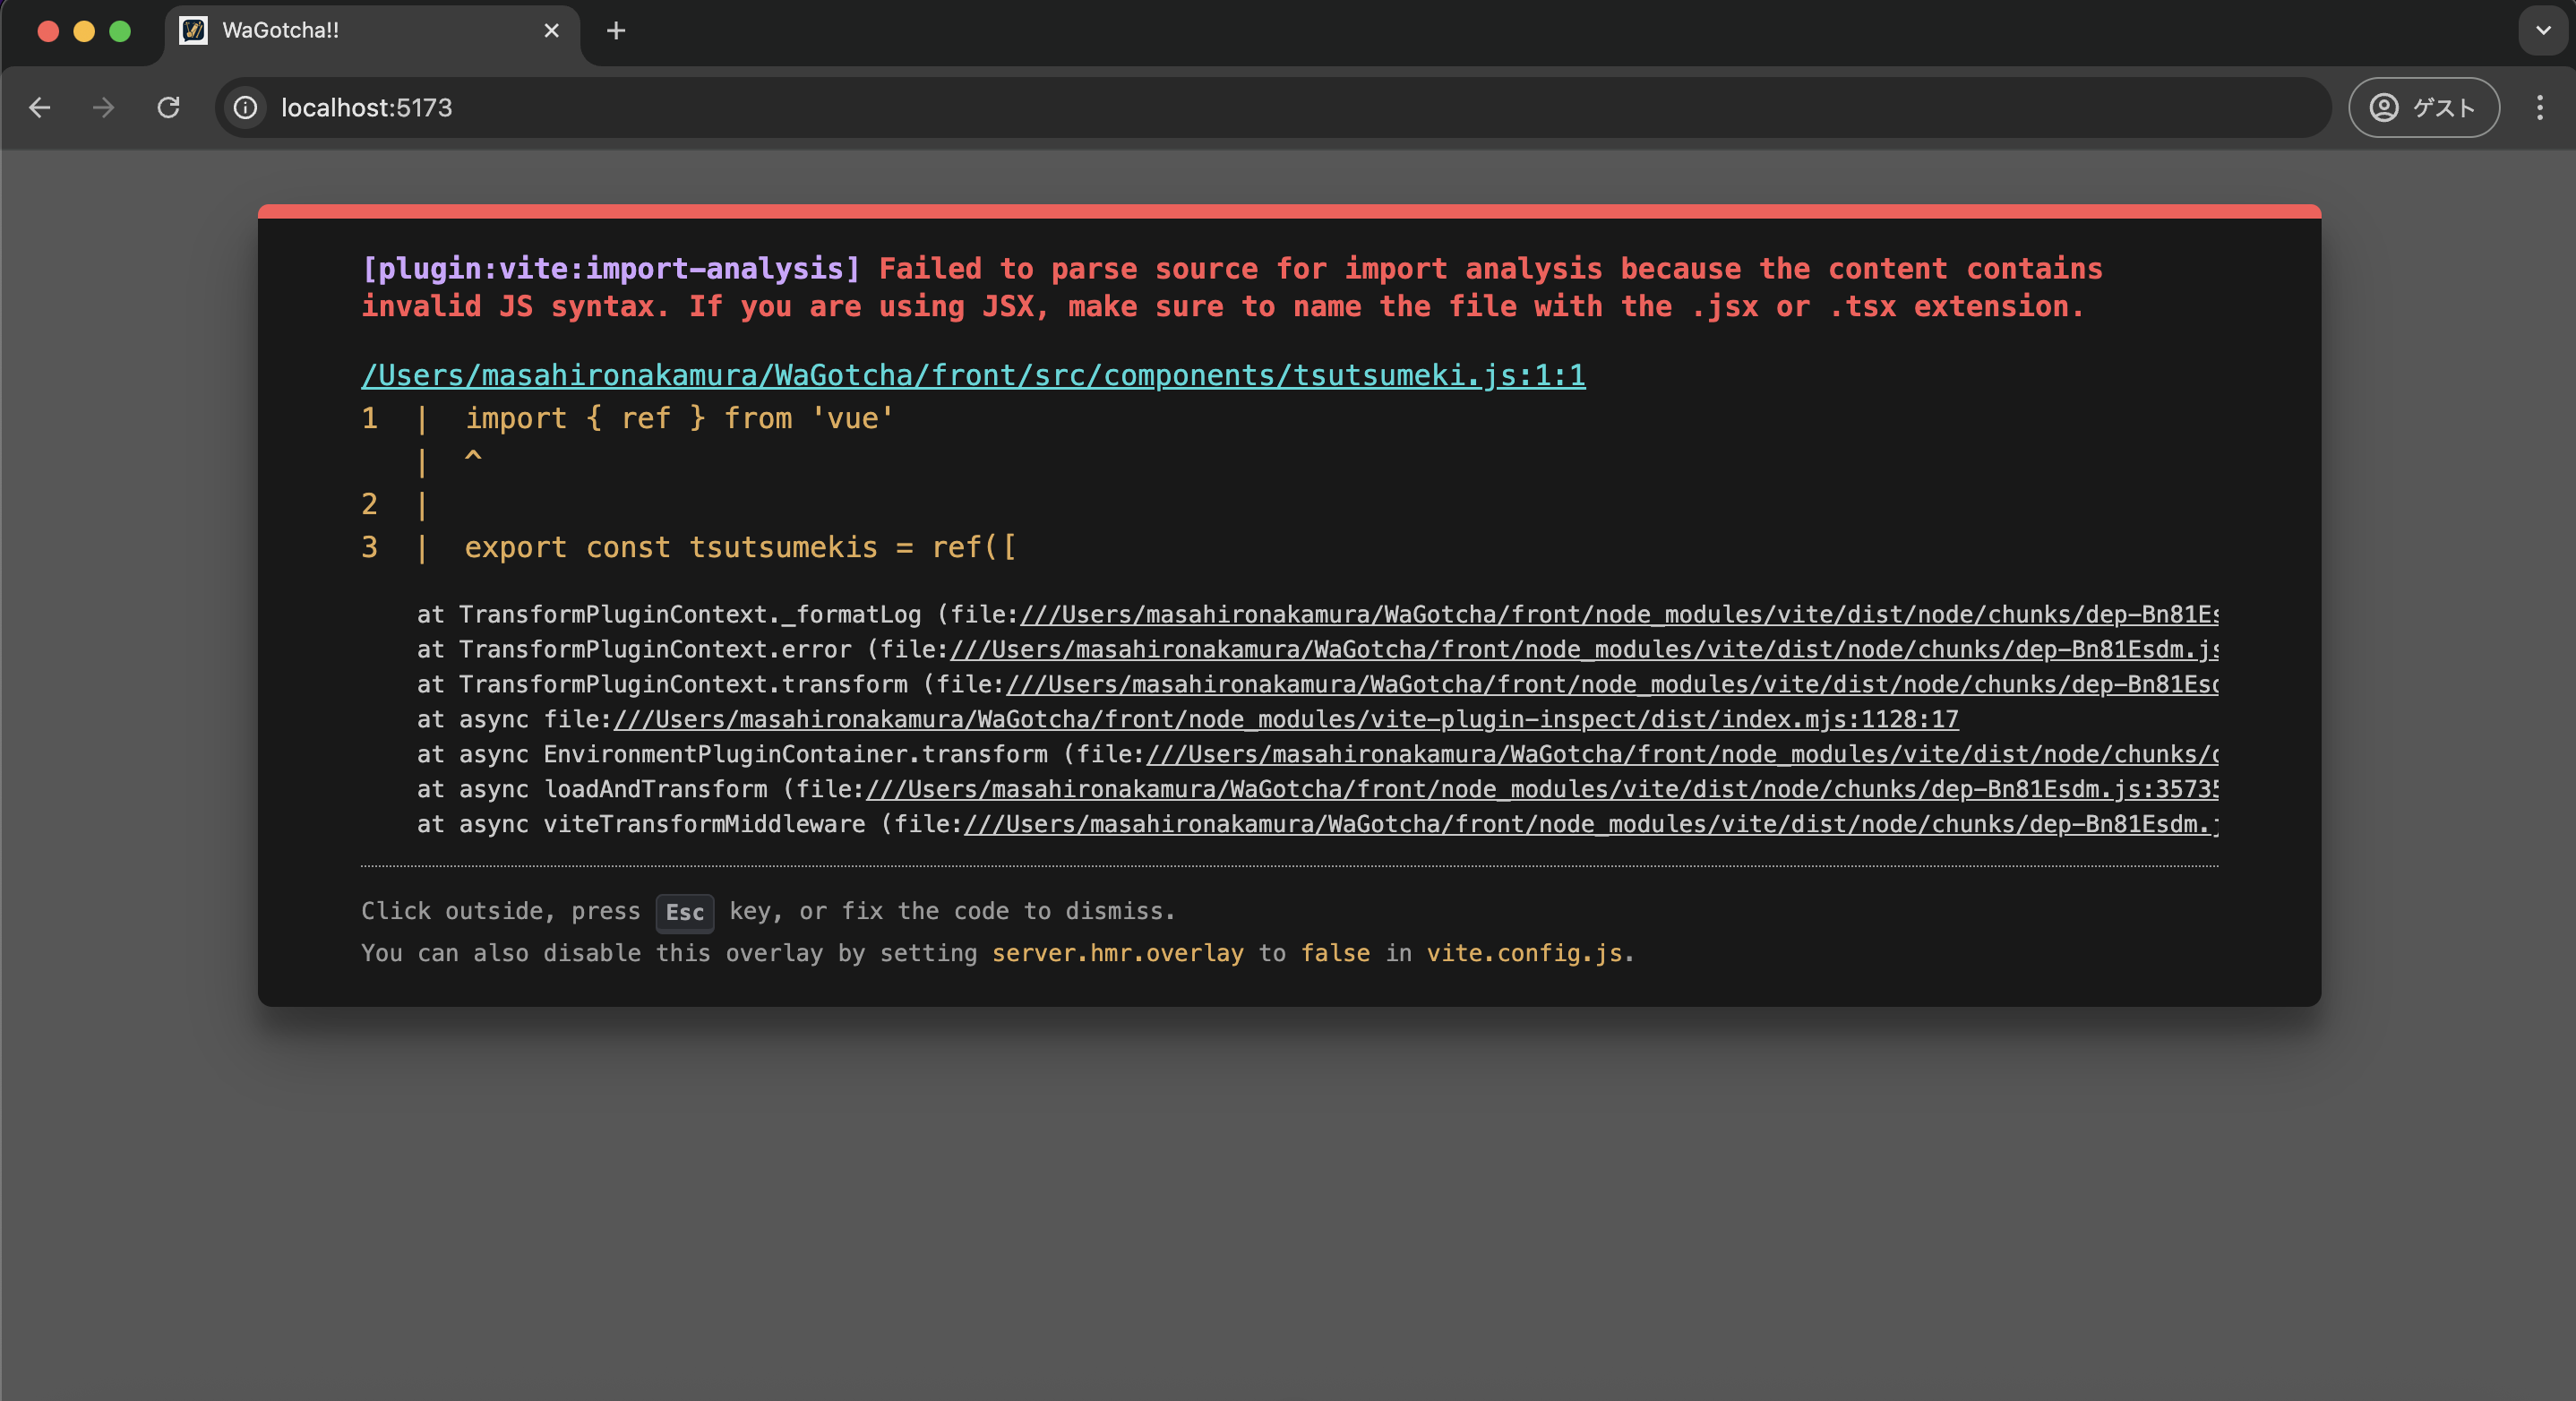 WaGotcha!!
localhost:5173
ゲスト
[plugin:vite:import-analysis] Failed to parse source for import analysis because the content contains
invalid JS syntax. If you are using JSX, make sure to name the file with the .jsx or .tsx extension.
/Users/masahironakamura/WaGotcha/front/src/components/tsutsumeki.js:1:1
1 | import { ref } from 'vue'
| ^
2 |
3 | export const tsutsumekis = ref([
at TransformPluginContext._formatLog (file:///Users/masahironakamura/WaGotcha/front/node_modules/vite/dist/node/chunks/dep-Bn81Es
at TransformPluginContext.error (file:///Users/masahironakamura/WaGotcha/front/node_modules/vite/dist/node/chunks/dep-Bn81Esdm.js
at TransformPluginContext.transform (file:///Users/masahironakamura/WaGotcha/front/node_modules/vite/dist/node/chunks/dep-Bn81Esd
at async file:///Users/masahironakamura/WaGotcha/front/node_modules/vite-plugin-inspect/dist/index.mjs:1128:17
at async EnvironmentPluginContainer.transform (file:///Users/masahironakamura/WaGotcha/front/node_modules/vite/dist/node/chunks/d
at async loadAndTransform (file:///Users/masahironakamura/WaGotcha/front/node_modules/vite/dist/node/chunks/dep-Bn81Esdm.js:35735
at async viteTransformMiddleware (file:///Users/masahironakamura/WaGotcha/front/node_modules/vite/dist/node/chunks/dep-Bn81Esdm.j
Click outside, press Esc key, or fix the code to dismiss.
You can also disable this overlay by setting server.hmr.overlay to false in vite.config.js.